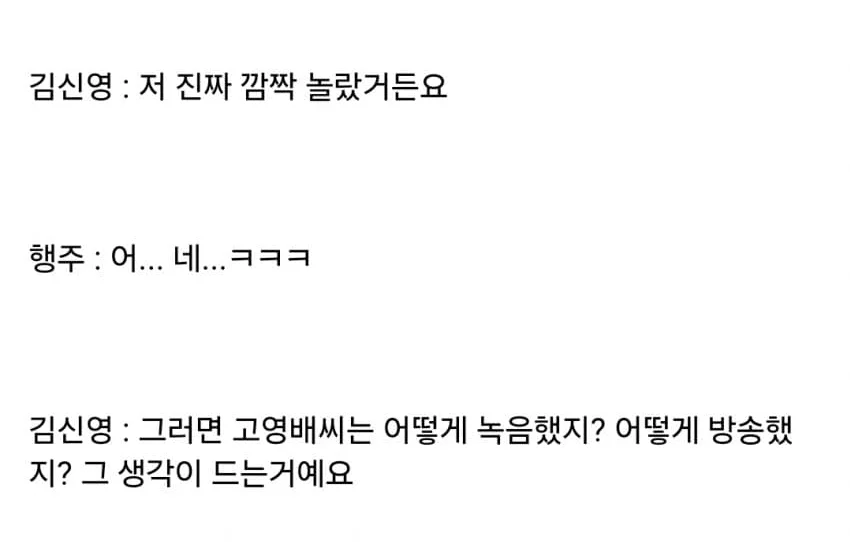 김신영 : 저 진짜 깜짝 놀랐거든요
행주 : 어... 네...ㅋㅋㅋ
김신영 : 그러면 고영배씨는 어떻게 녹음했지? 어떻게 방송했
지? 그 생각이 드는거예요